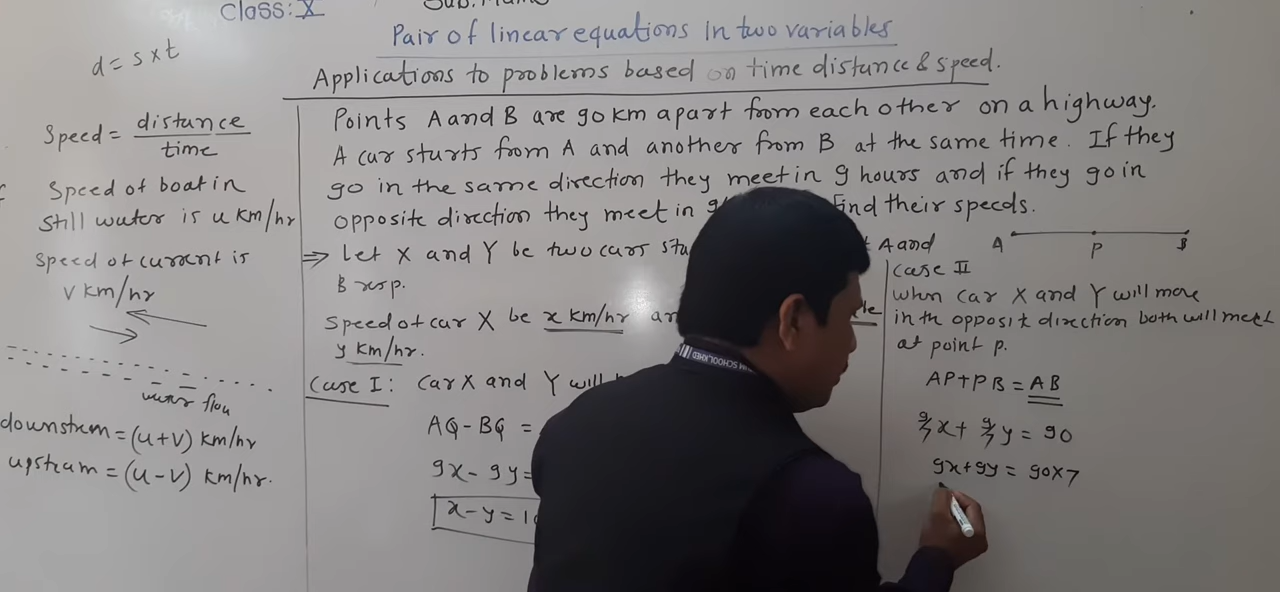 Class: X
Pair of linear equations in two variables
Applications to problems based on time distance & speed.
d = s x t
Speed = distance / time
Speed of boat in
still water is u km/hr
Speed of current is
v km/hr
flow
downstram = (u+v) km/hr
upstram = (u-v) km/hr.
Points A and B are 90 km apart from each other on a highway.
A car sturts from A and another from B at the same time. If they
go in the same direction they meet in 9 hours and if they go in
opposite direction they meet in 9 Find their speeds.
⇒ Let X and Y be two cars A and
B resp.
Speed of car X be x km/hr
y km/hr.
Case I: Car X and Y will
AQ - BQ =
9x - 9y =
x - y = 10
A P B
Case II
When car X and Y will move
in th opposit direction both will meet
at point P.
AP + PB = AB
9/7 x + 9/7 y = 90
9x + 9y = 90 x 7